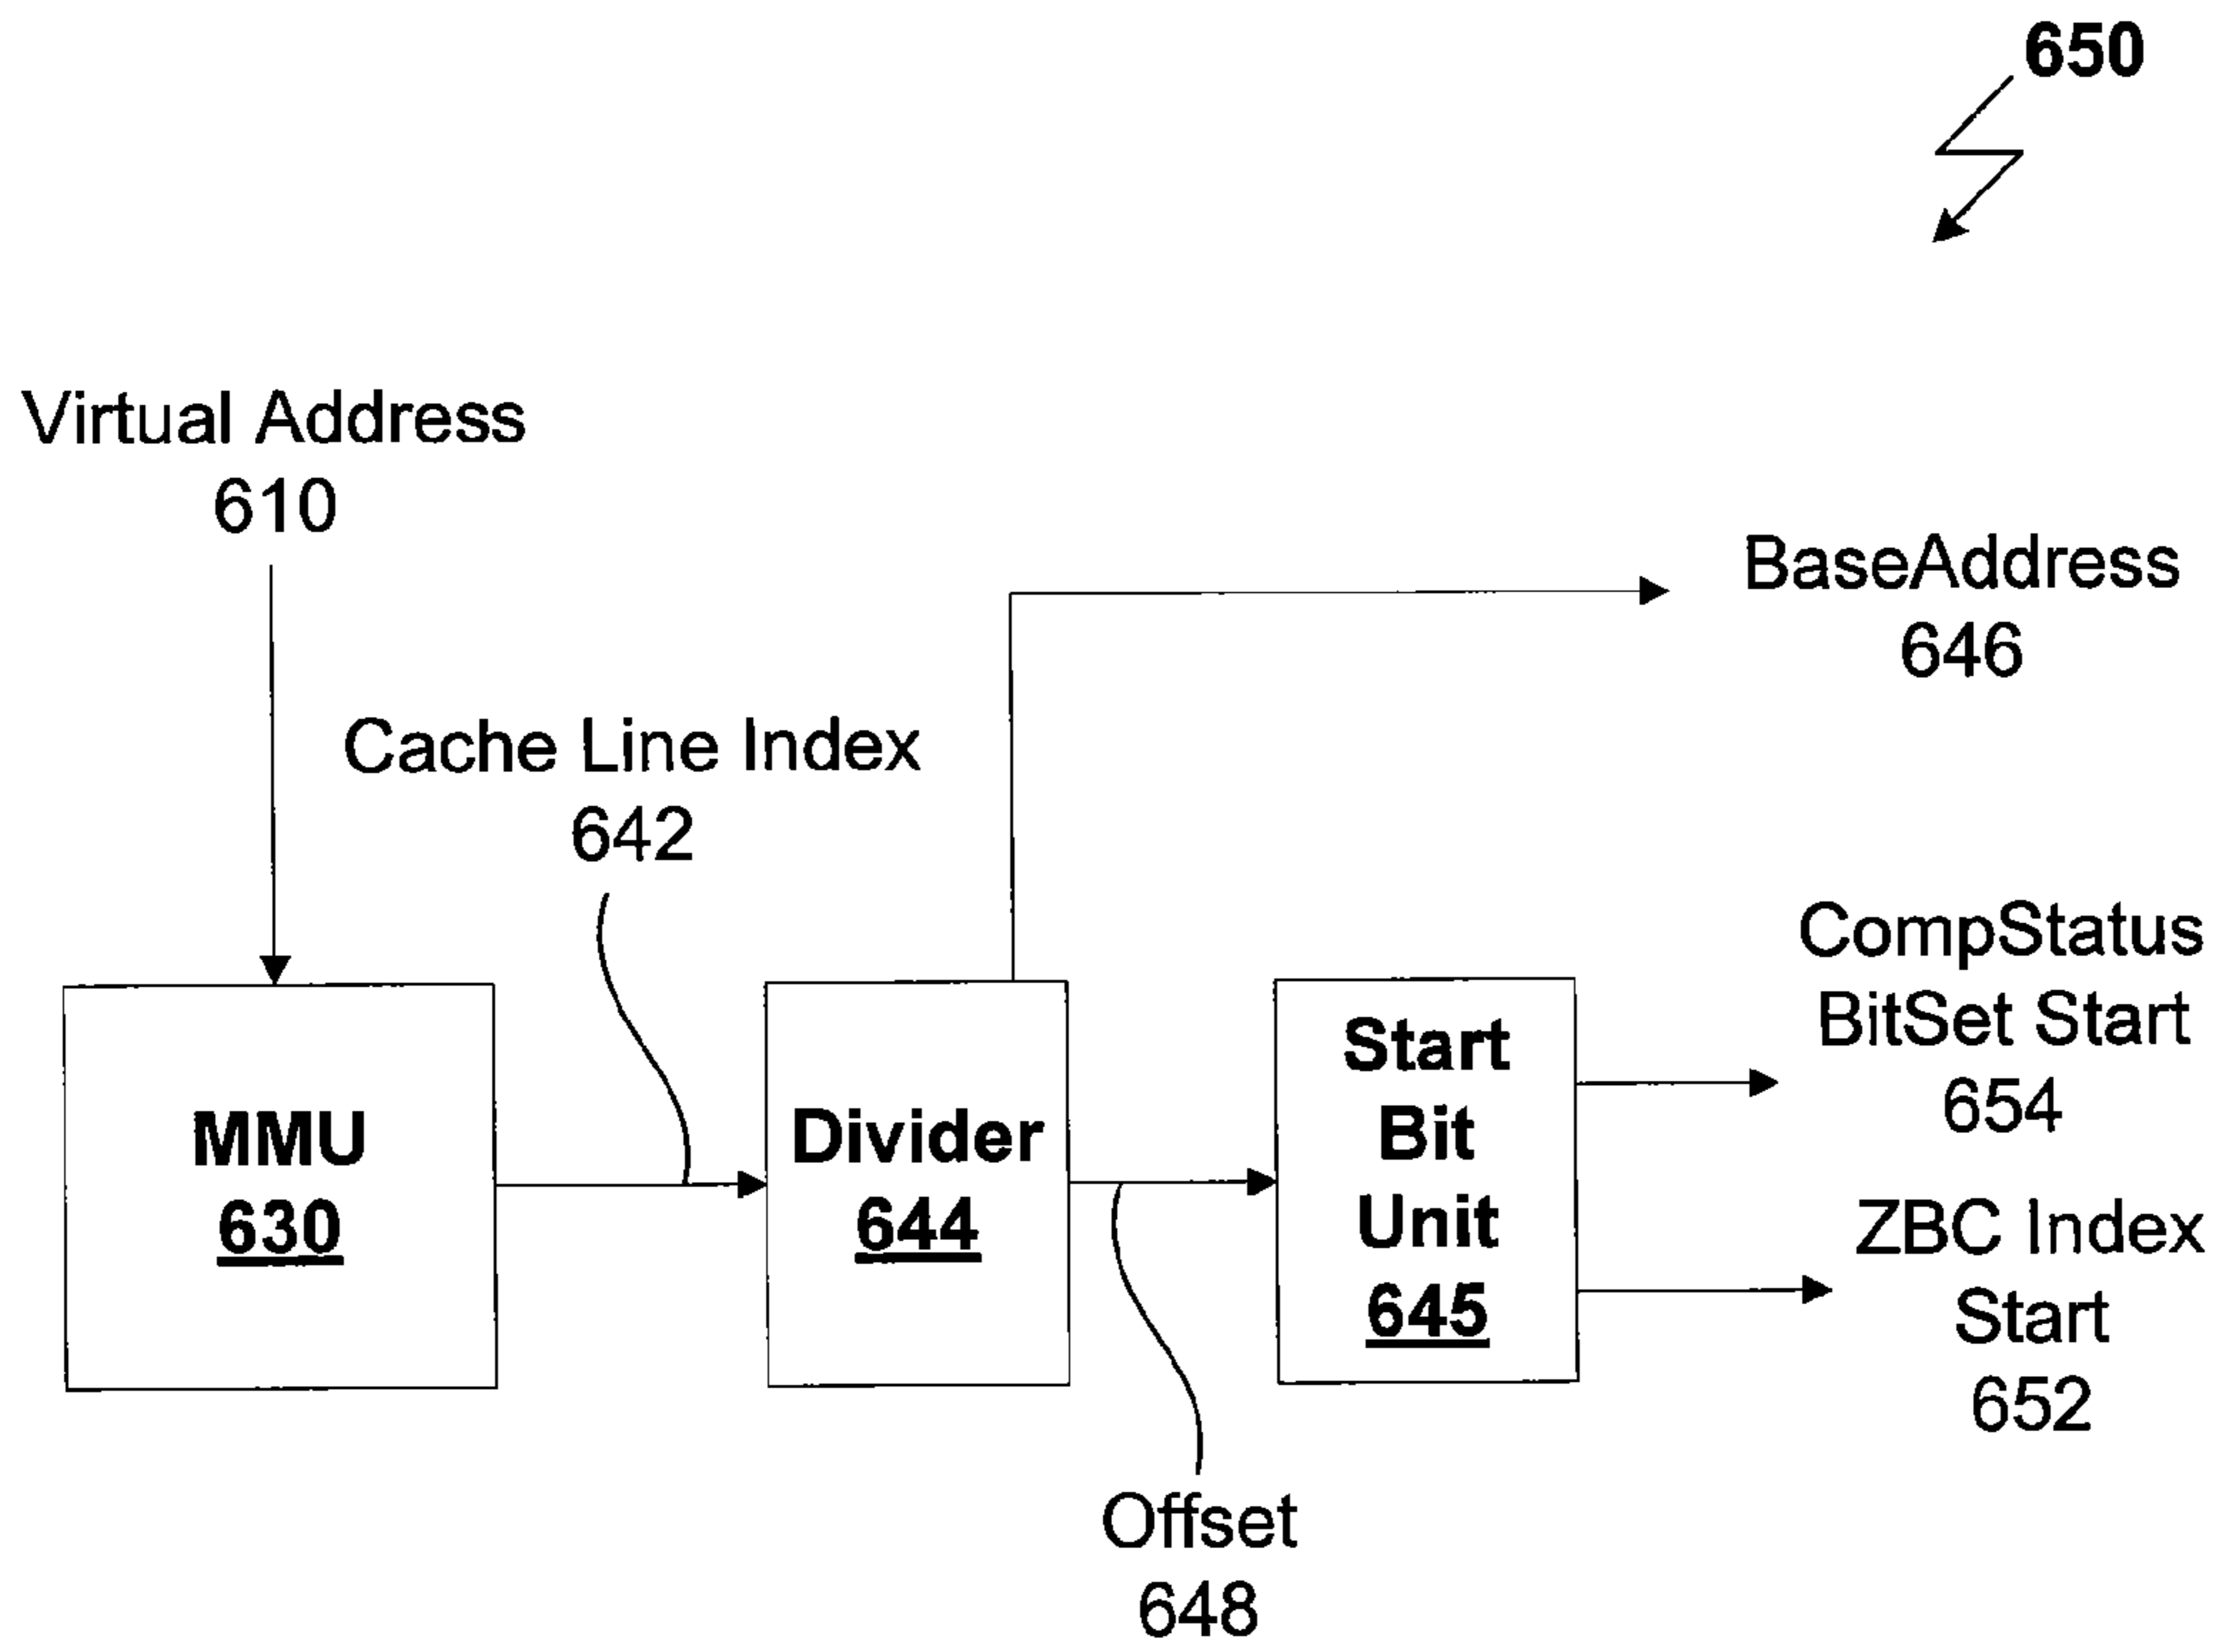 650
Virtual Address
610
BaseAddress
646
Cache Line Index
642
CompStatus
BitSet Start
654
MMU
630
Divider
644
Start
Bit
Unit
645
ZBC Index
Start
652
Offset
648